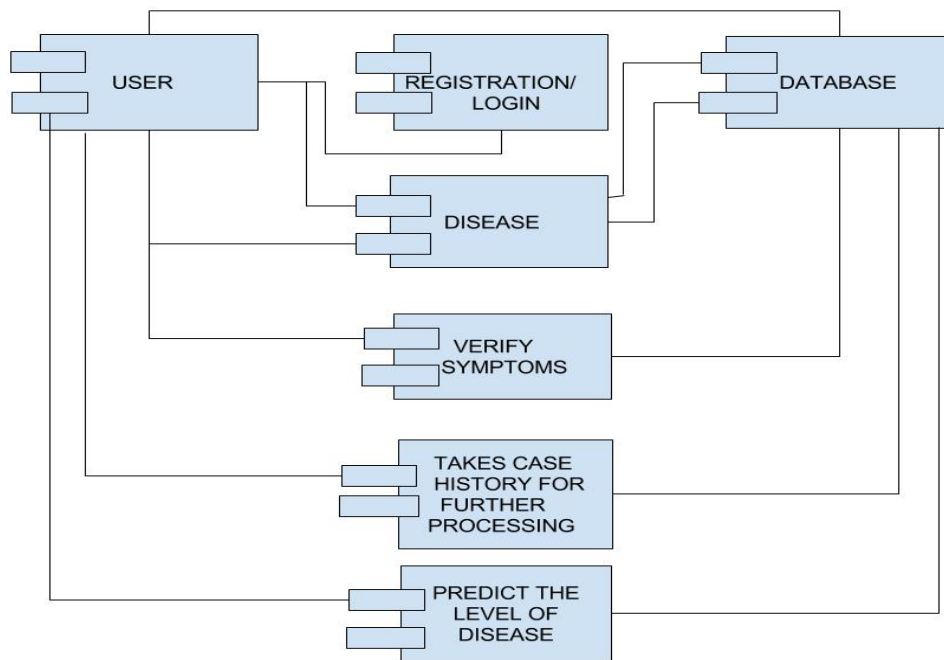 USER
REGISTRATION/
LOGIN
DATABASE
DISEASE
VERIFY
SYMPTOMS
TAKES CASE
HISTORY FOR
FURTHER
PROCESSING
PREDICT THE
LEVEL OF
DISEASE